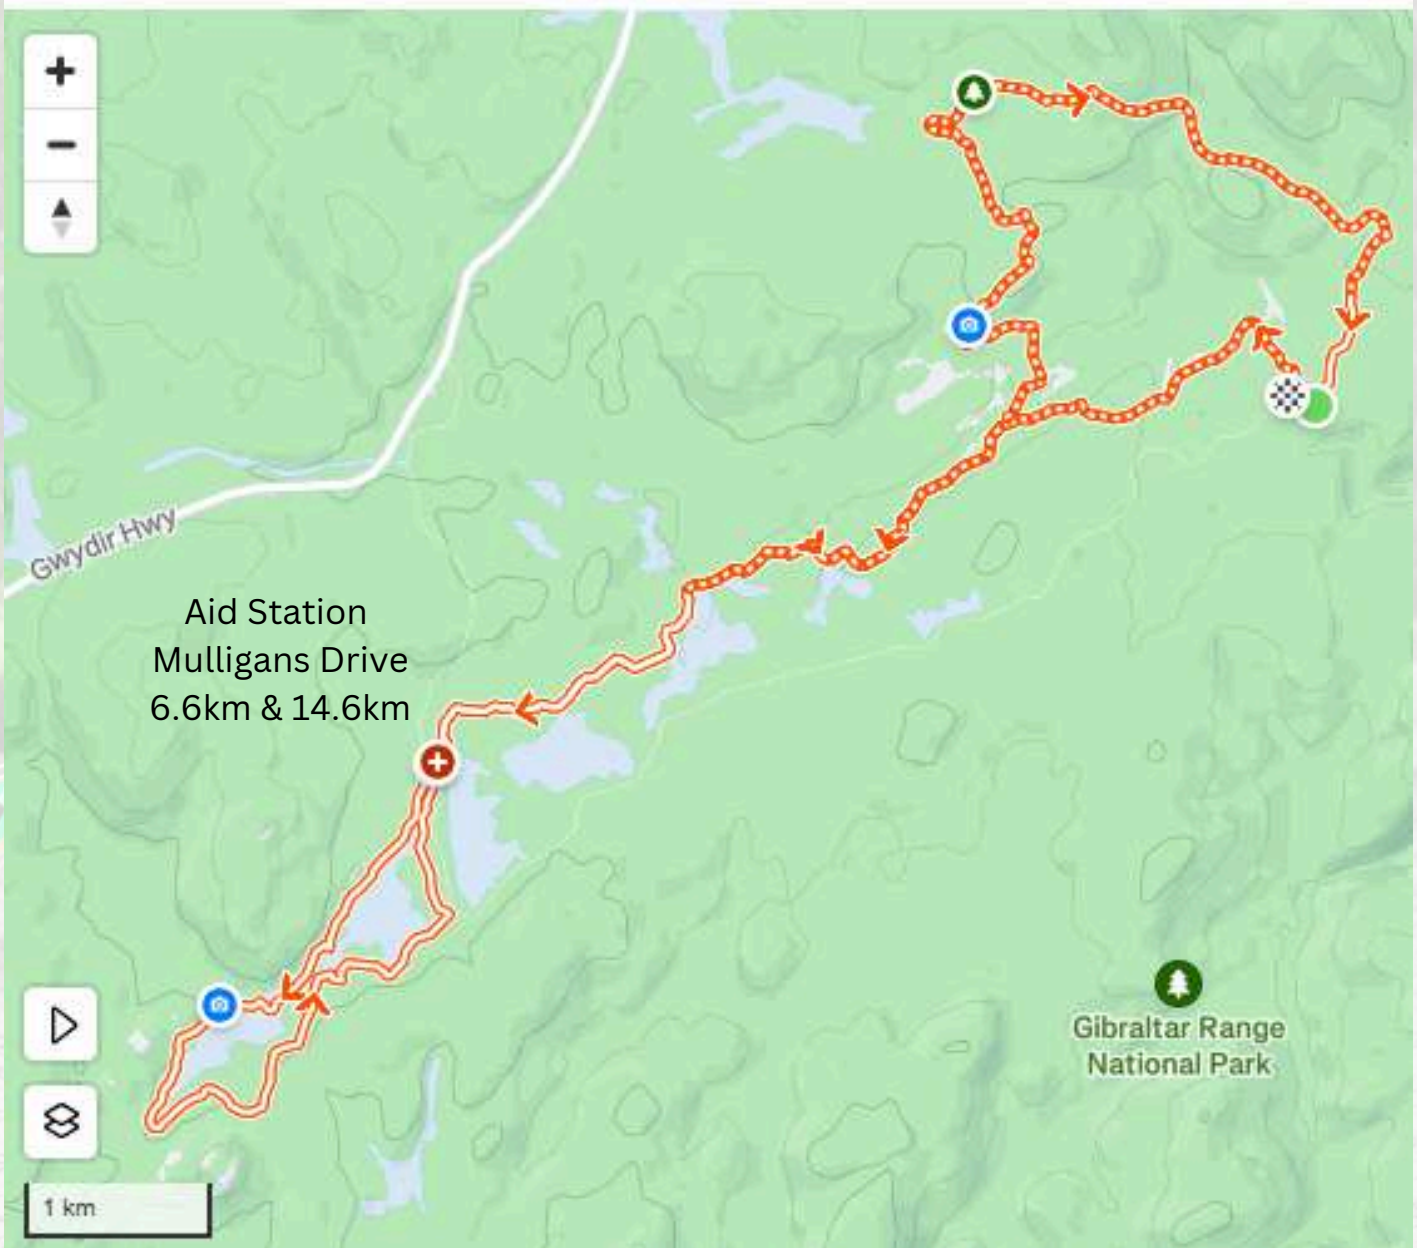 Gwydir Hwy
Aid Station
Mulligans Drive
6.6km & 14.6km
Gibraltar Range
National Park
1 km